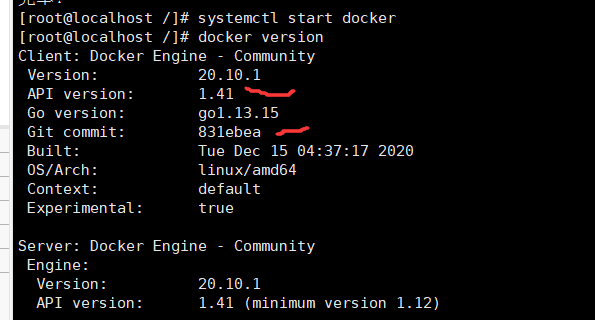 [root@localhost /]# systemctl start docker
[root@localhost /]# docker version
Client: Docker Engine - Community
Version: 20.10.1
API version: 1.41
Go version: go1.13.15
Git commit: 831ebea
Built: Tue Dec 15 04:37:17 2020
OS/Arch: linux/amd64
Context: default
Experimental: true
Server: Docker Engine - Community
Engine:
Version: 20.10.1
API version: 1.41 (minimum version 1.12)